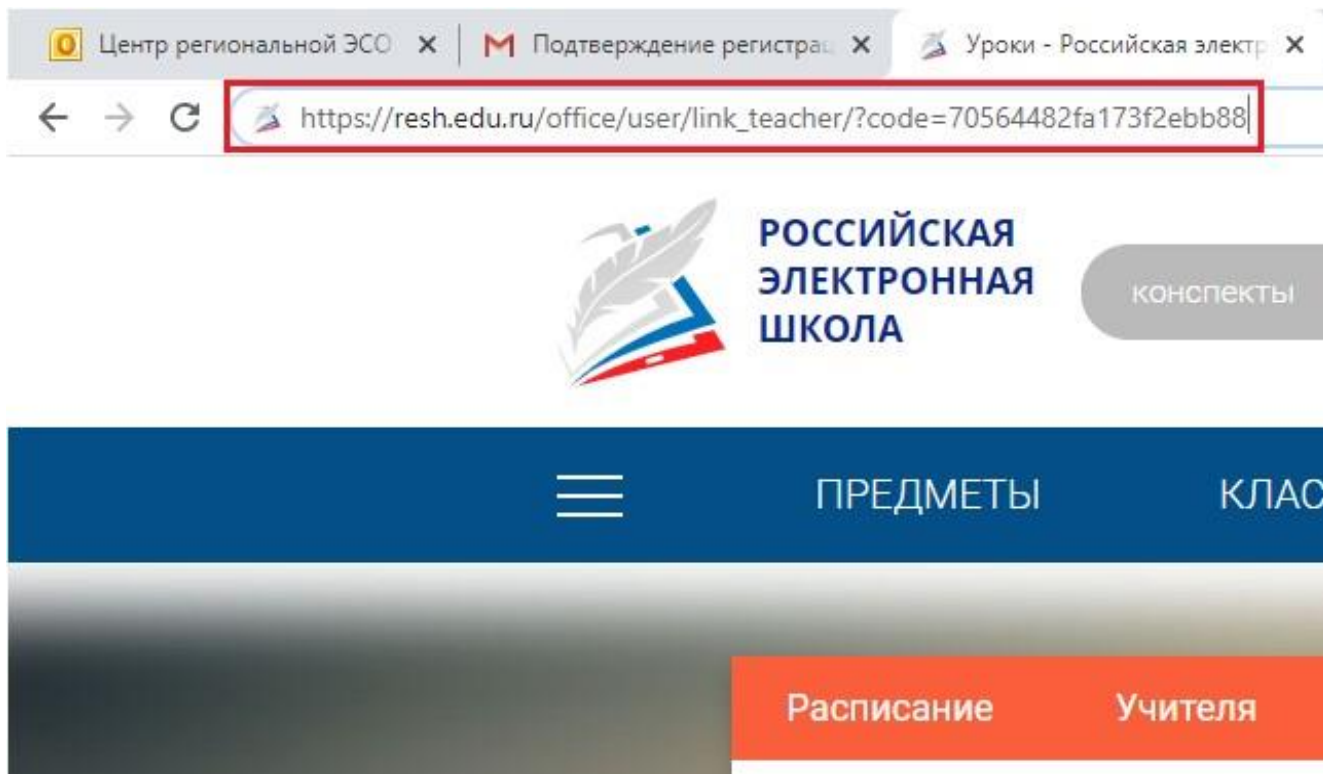 Центр региональной ЭСО
Подтверждение регистрац
Уроки - Российская электр
https://resh.edu.ru/office/user/link_teacher/?code=70564482fa173f2ebb88
РОССИЙСКАЯ
ЭЛЕКТРОННАЯ
ШКОЛА
конспекты
ПРЕДМЕТЫ КЛАС
Расписание Учителя